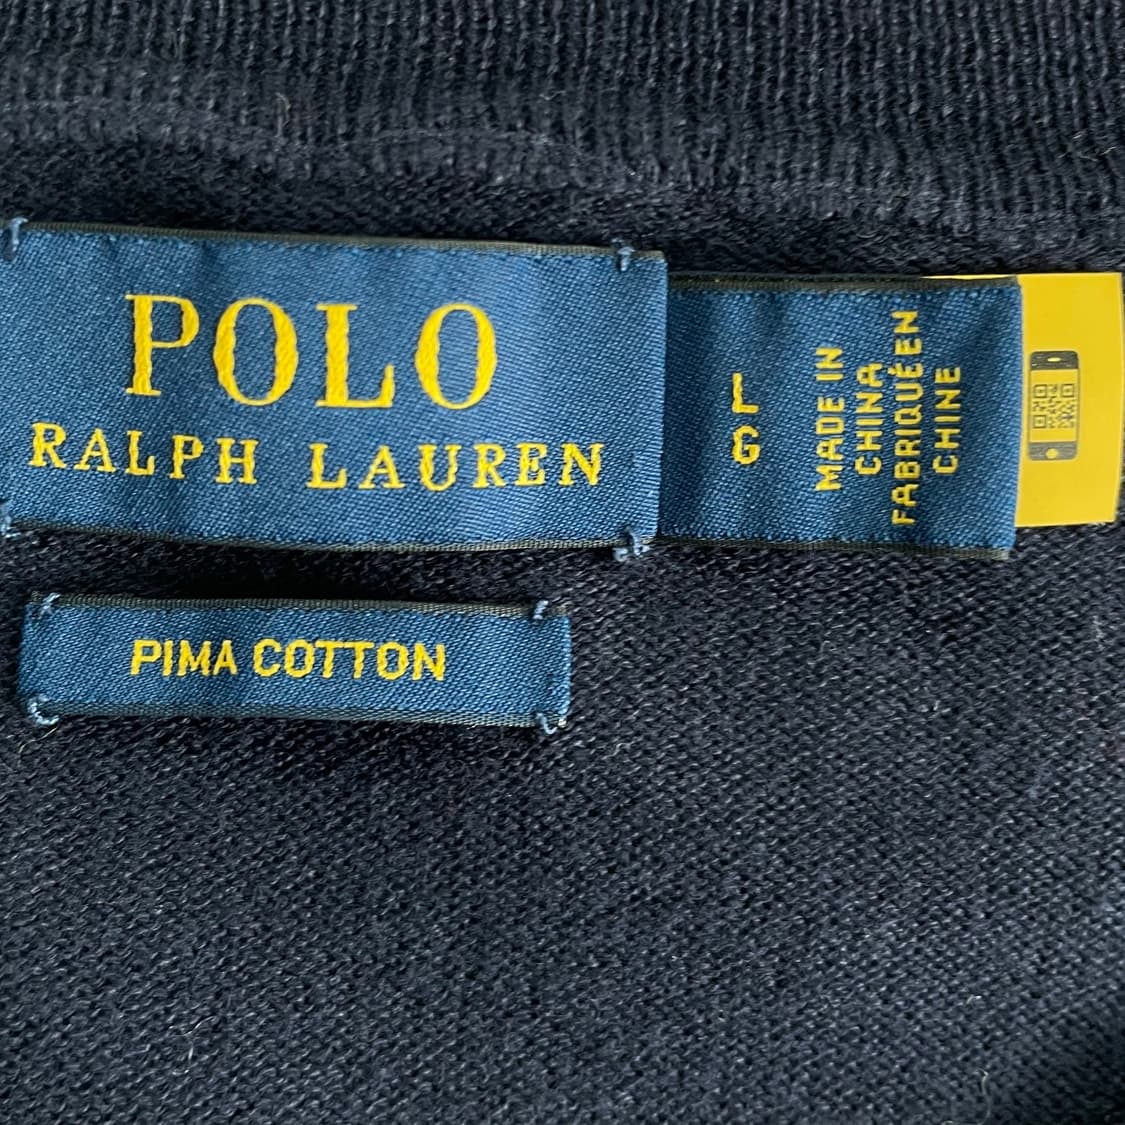 POLO
RALPH LAUREN
L
G
MADE IN
CHINA
FABRIQUÉ EN
CHINE
PIMA COTTON